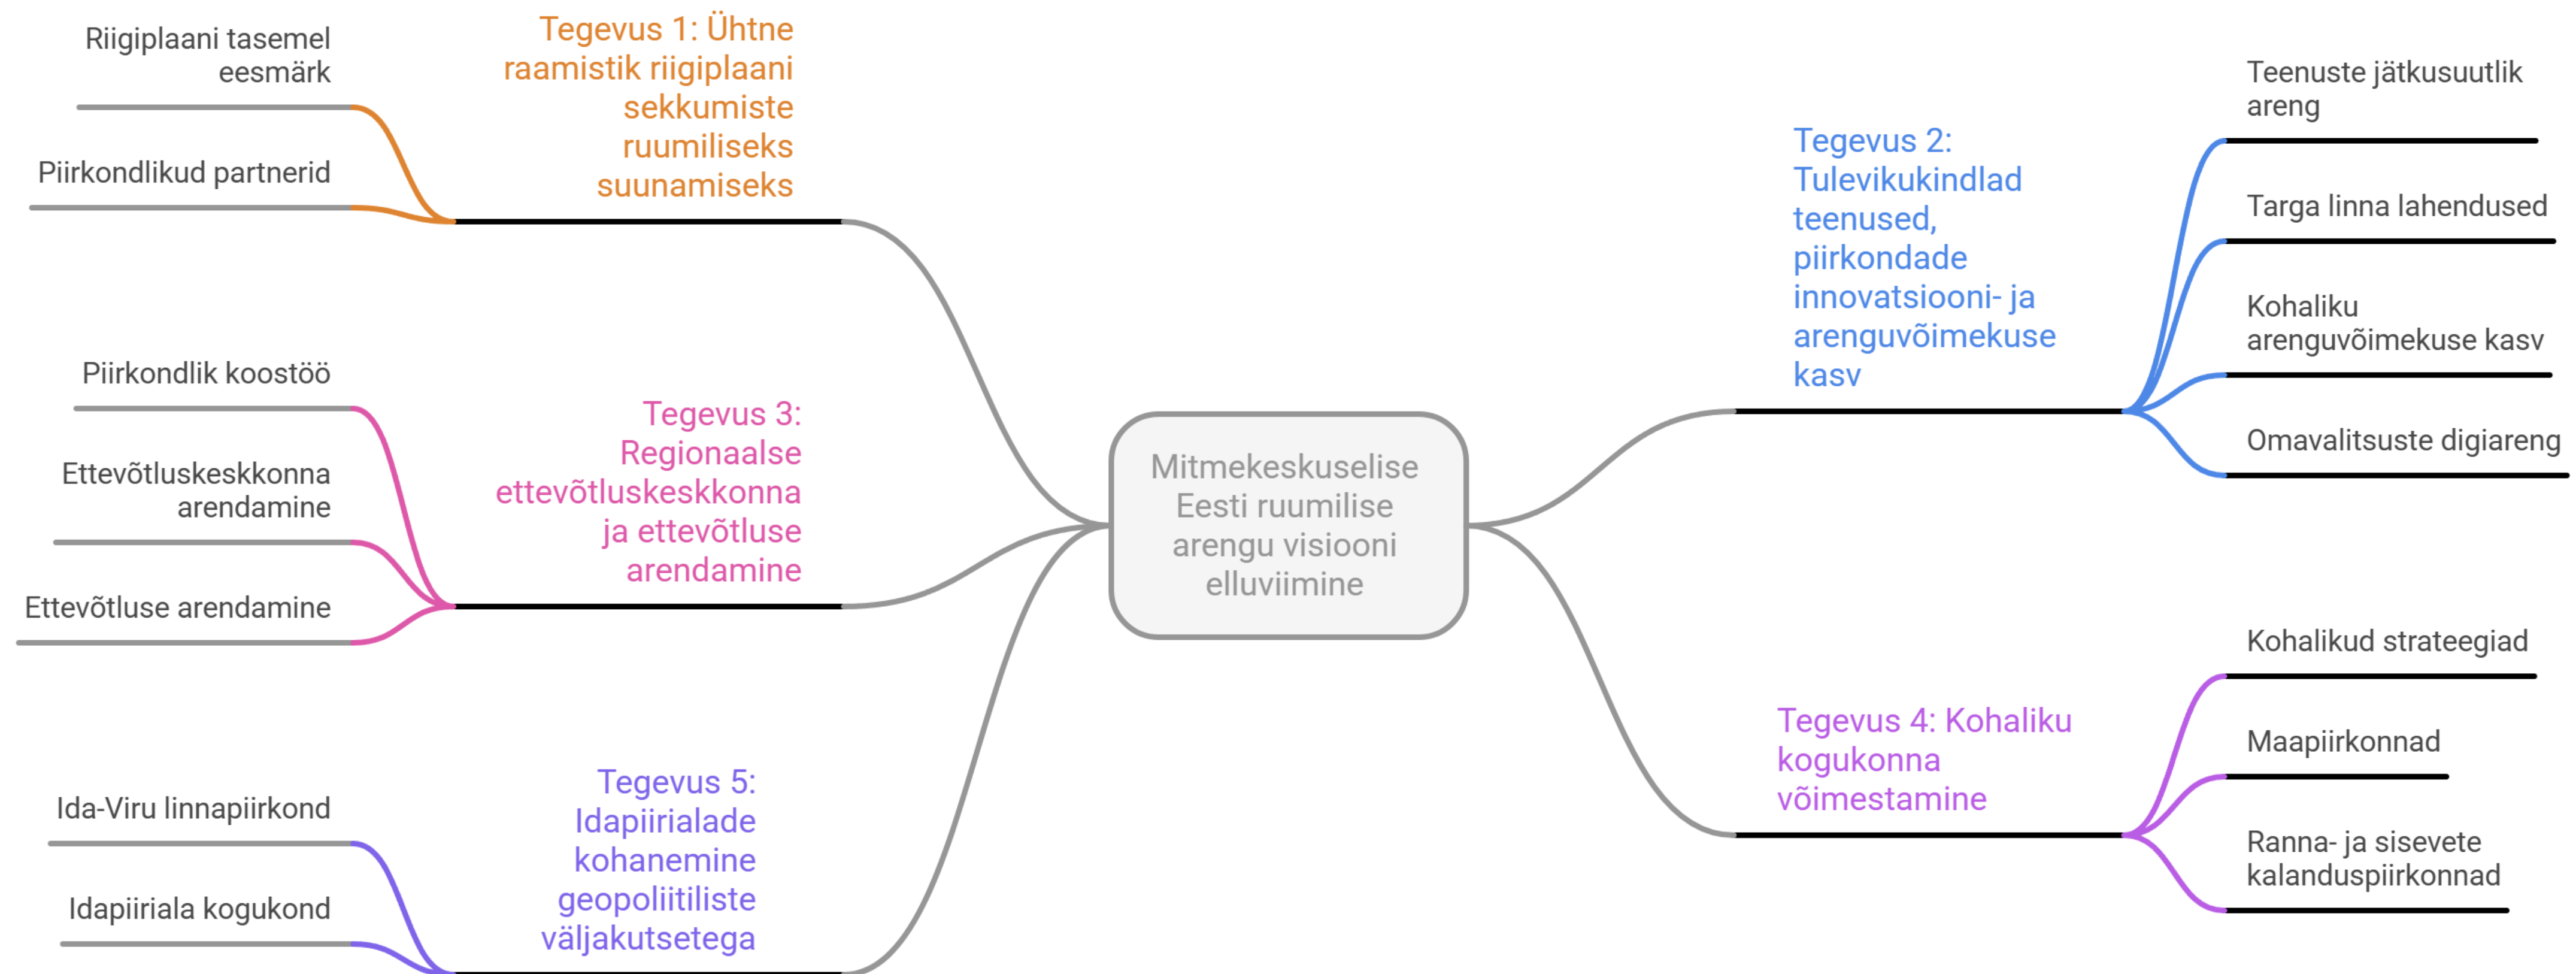 Riigiplaani tasemel
eesmärk
Piirkondlikud partnerid
Tegevus 1: Ühtne
raamistik riigiplaani
sekkumiste
ruumiliseks
suunamiseks
Piirkondlik koostöö
Ettevõtluskeskkonna
arendamine
Ettevõtluse arendamine
Tegevus 3:
Regionaalse
ettevõtluskeskkonna
ja ettevõtluse
arendamine
Ida-Viru linnapiirkond
Idapiiriala kogukond
Tegevus 5:
Idapiirialade
kohanemine
geopoliitiliste
väljakutsetega
Mitmekeskuselise
Eesti ruumilise
arengu visiooni
elluviimine
Tegevus 2:
Tulevikukindlad
teenused,
piirkondade
innovatsiooni- ja
arenguvõimekuse
kasv
Teenuste jätkusuutlik
areng
Targa linna lahendused
Kohaliku
arenguvõimekuse kasv
Omavalitsuste digiareng
Tegevus 4: Kohaliku
kogukonna
võimestamine
Kohalikud strateegiad
Maapiirkonnad
Ranna- ja sisevete
kalanduspiirkonnad